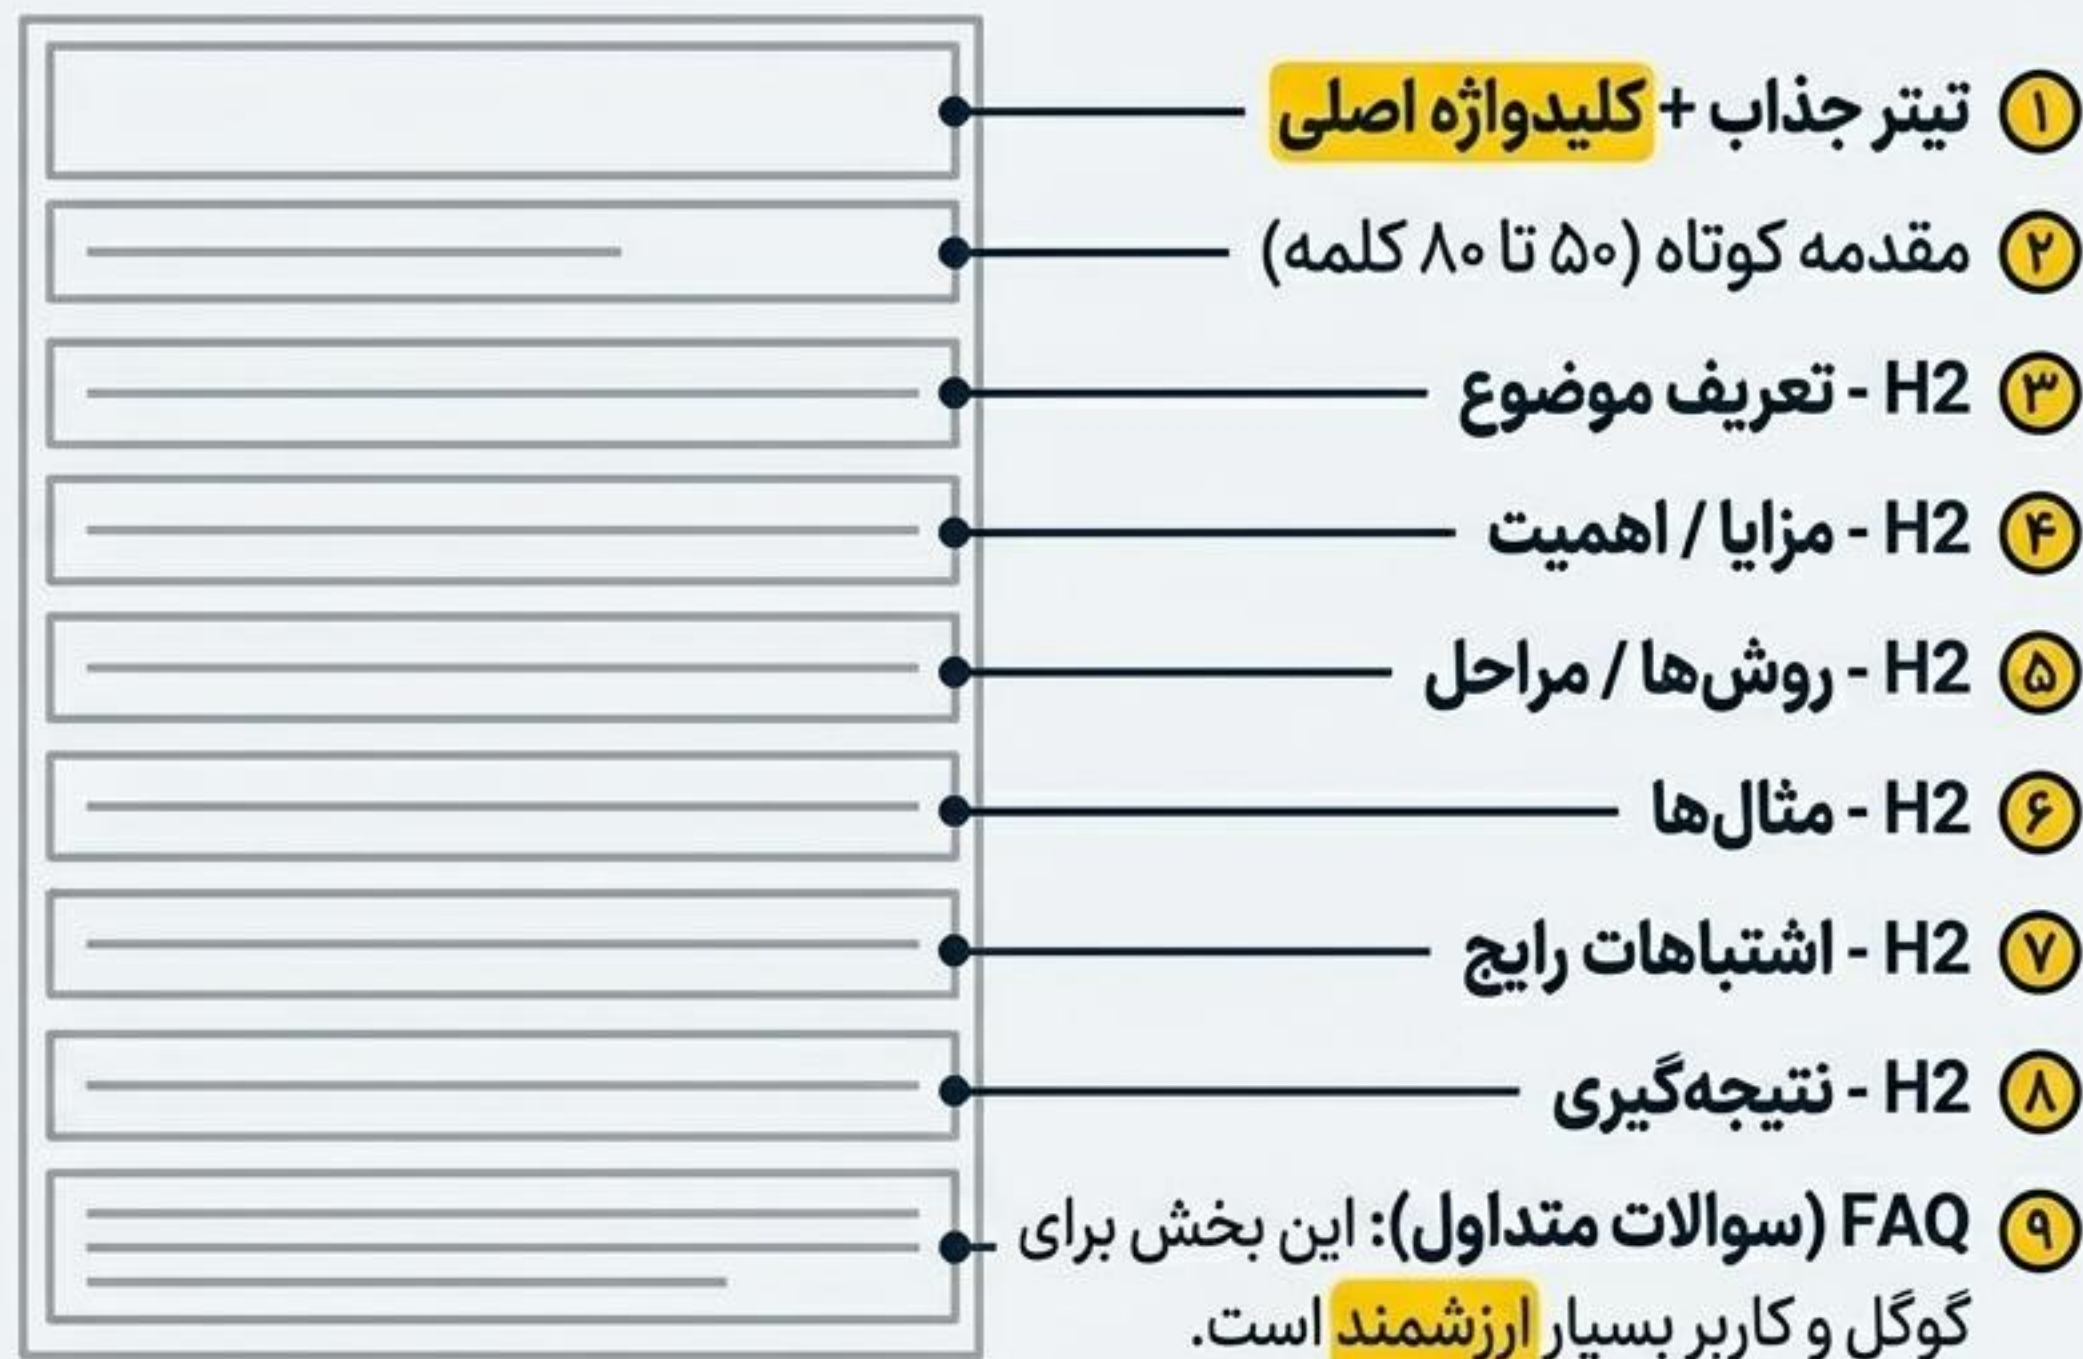 ۱ تیتر جذاب + کلیدواژه اصلی
۲ مقدمه کوتاه (۵۰ تا ۸۰ کلمه)
۳ H2 - تعریف موضوع
۴ H2 - مزایا / اهمیت
۵ H2 - روش‌ها / مراحل
۶ H2 - مثال‌ها
۷ H2 - اشتباهات رایج
۸ H2 - نتیجه‌گیری
۹ FAQ (سوالات متداول): این بخش برای
گوگل و کاربر بسیار ارزشمند است.